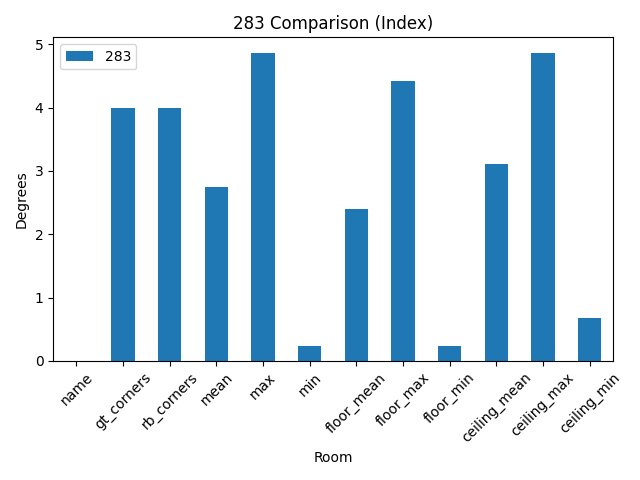 283 Comparison (Index)
283
Degrees
5
4
3
2
1
0
name
gt_corners
rb_corners
mean
max
min
floor_mean
floor_max
floor_min
ceiling_mean
ceiling_max
ceiling_min
Room